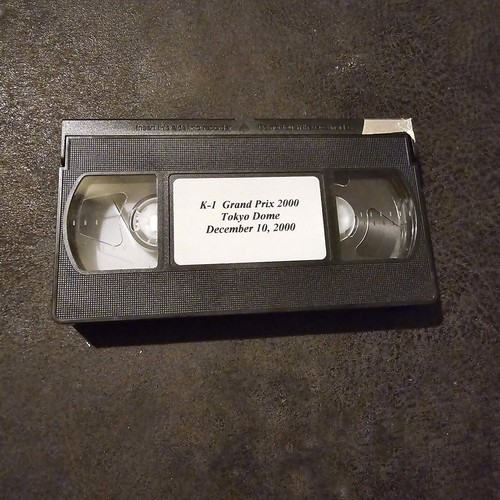 K-1 Grand Prix 2000
Tokyo Dome
December 10, 2000